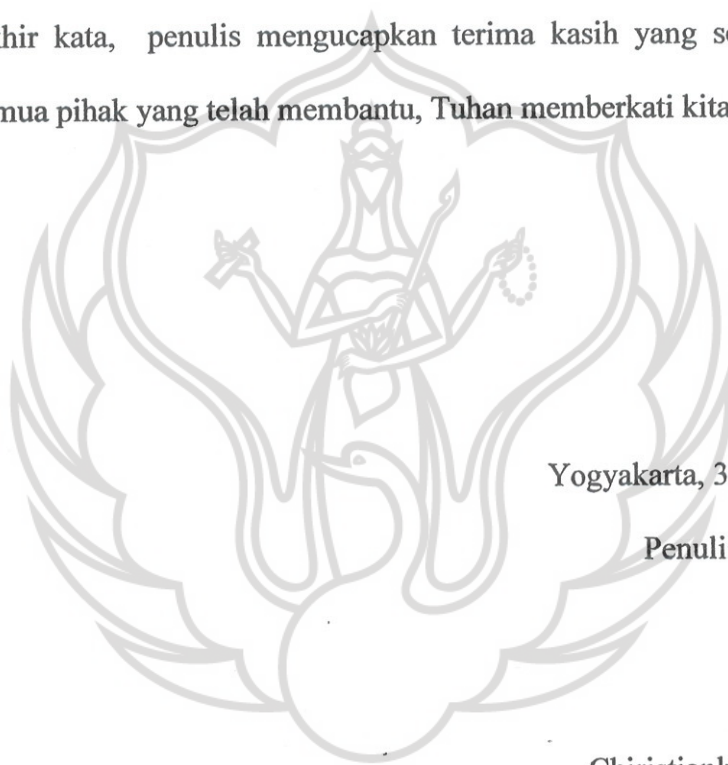 hir kata, penulis mengucapkan terima kasih yang s
mua pihak yang telah membantu, Tuhan memberkati kita
Yogyakarta, 3
Penuli